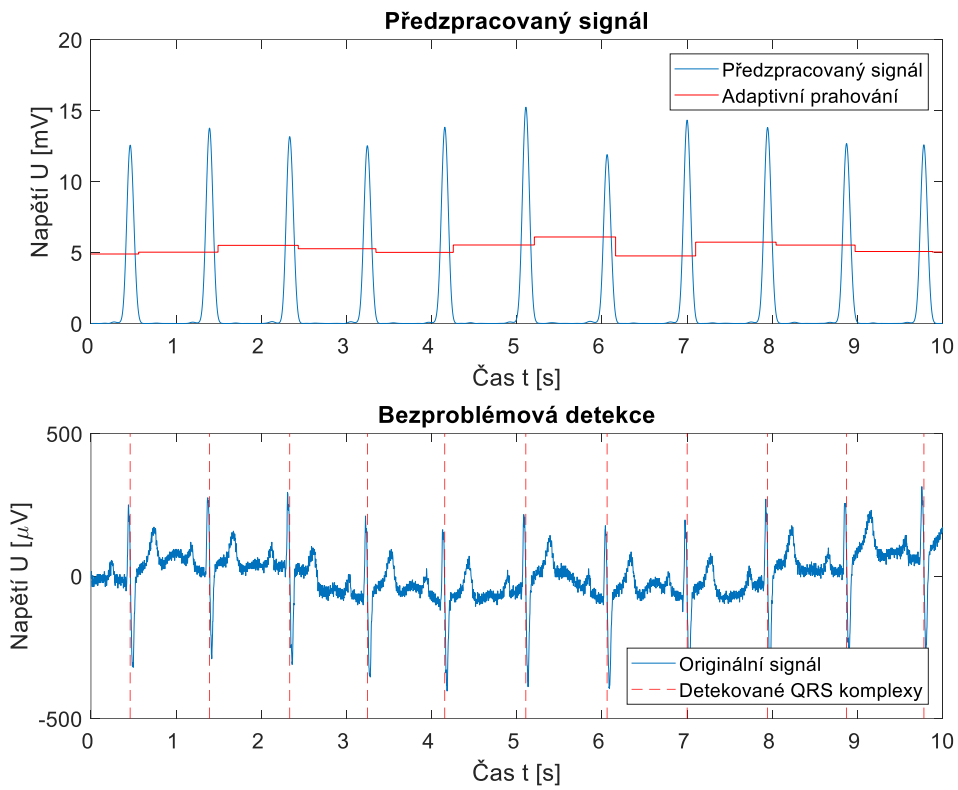 Předzpracovaný signál
20
15
10
5
0
Napětí U [mV]
Předzpracovaný signál
Adaptivní prahování
0 1 2 3 4 5 6 7 8 9 10
Čas t [s]
Bezproblémová detekce
500
0
-500
Napětí U [μV]
Originální signál
Detekované QRS komplexy
0 1 2 3 4 5 6 7 8 9 10
Čas t [s]